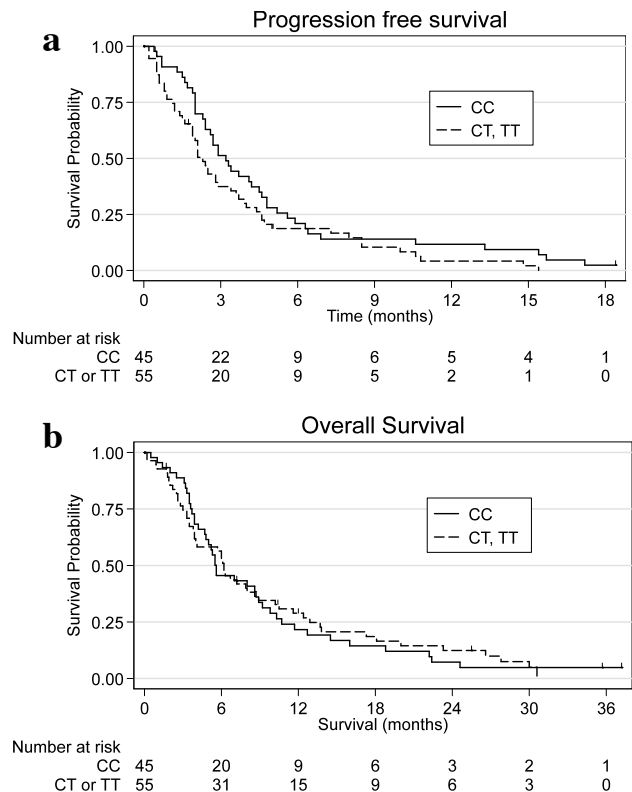 a
Progression free survival
Survival Probability
1.00
0.75
0.50
0.25
0.00
CC
CT, TT
0 3 6 9 12 15 18
Time (months)
Number at risk
CC 45 22 9 6 5 4 1
CT or TT 55 20 9 5 2 1 0
b
Overall Survival
Survival Probability
1.00
0.75
0.50
0.25
0.00
CC
CT, TT
0 6 12 18 24 30 36
Survival (months)
Number at risk
CC 45 20 9 6 3 2 1
CT or TT 55 31 15 9 6 3 0